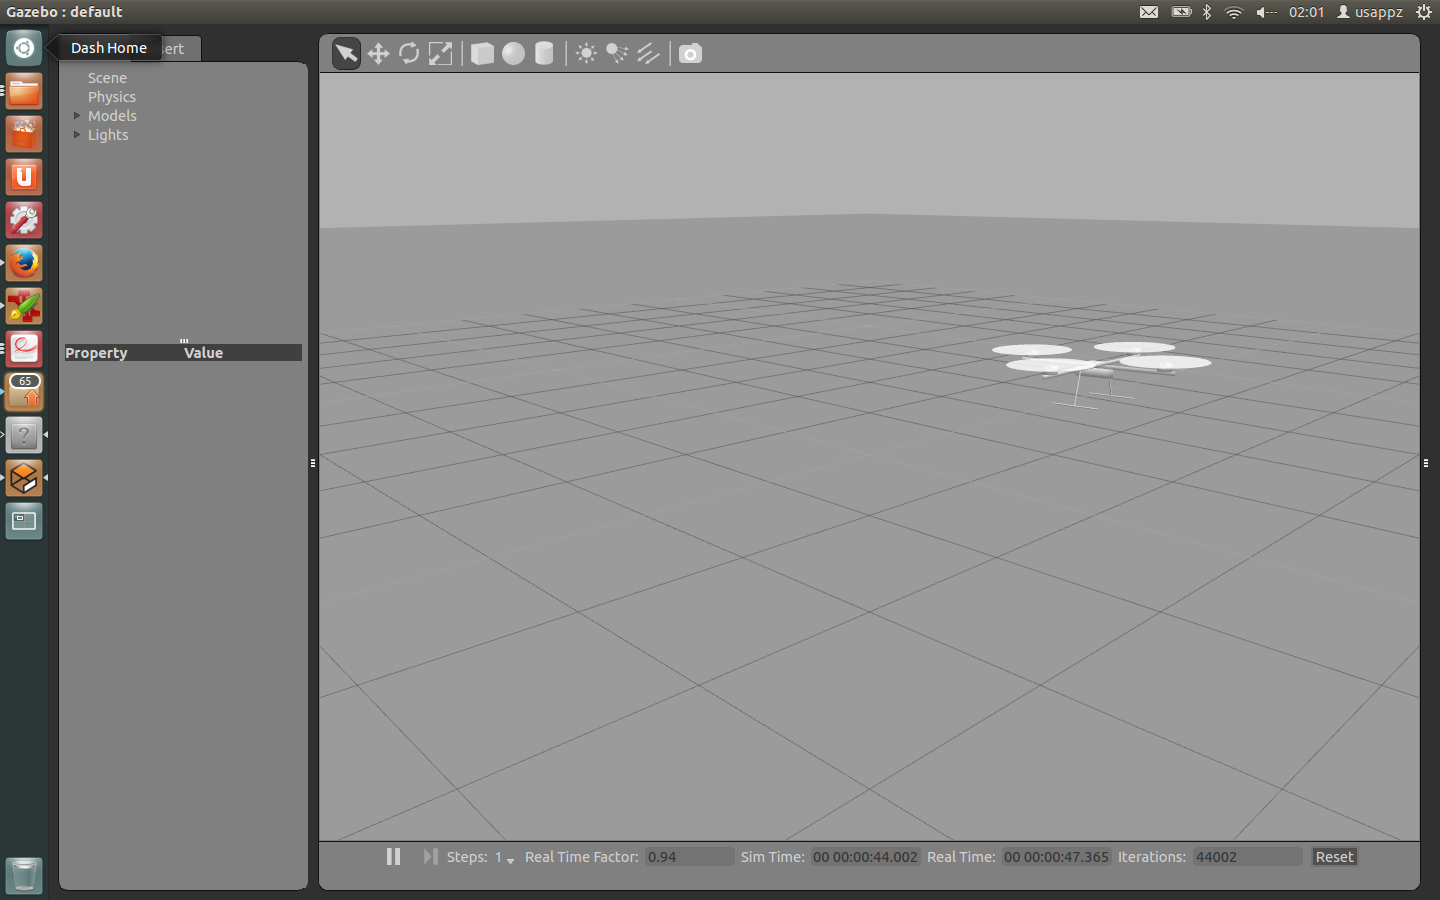 Gazebo : default
02:01
usappz
Dash Home
sert
Scene
Physics
Models
Lights
Property Value
65
Steps: 1 Real Time Factor: 0.94 Sim Time: 00 00:00:44.002 Real Time: 00 00:00:47.365 Iterations: 44002 Reset